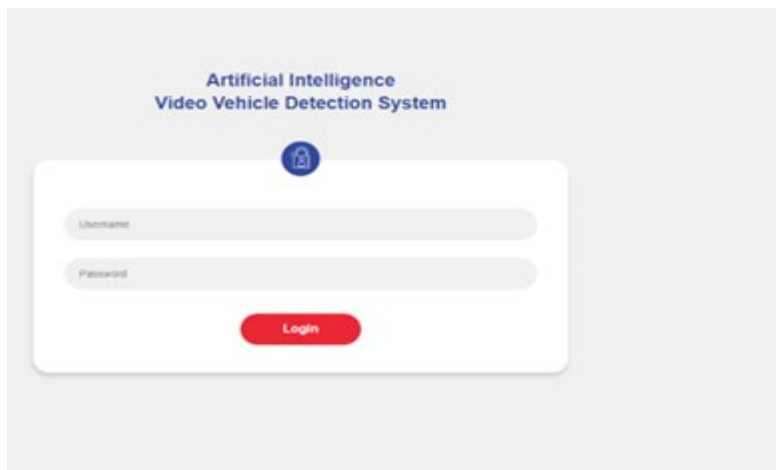 Artificial Intelligence
Video Vehicle Detection System
Username
Password
Login